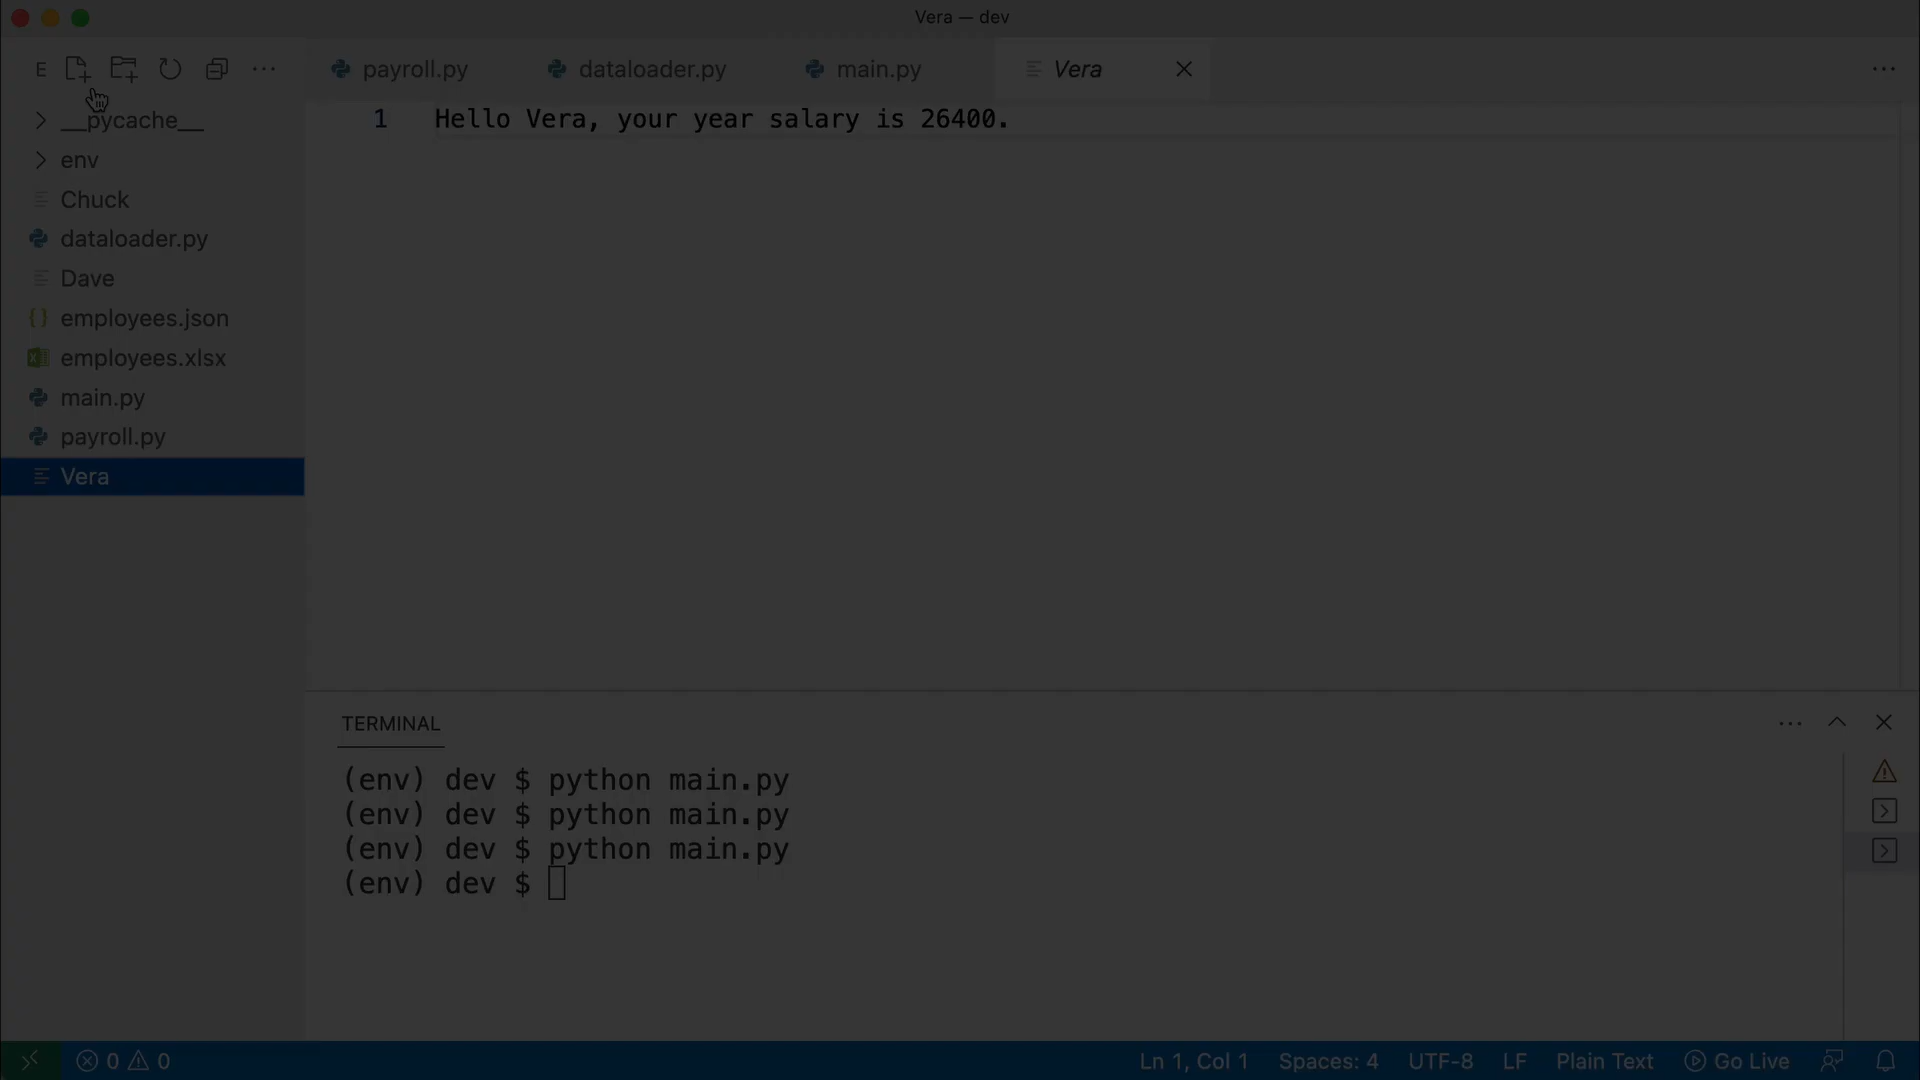 Vera — dev
E
payroll.py
dataloader.py
main.py
Vera
__pycache__
env
Chuck
dataloader.py
Dave
employees.json
employees.xlsx
main.py
payroll.py
Vera
1 Hello Vera, your year salary is 26400.
TERMINAL
(env) dev $ python main.py
(env) dev $ python main.py
(env) dev $ python main.py
(env) dev $
0 0 Ln 1, Col 1 Spaces: 4 UTF-8 LF Plain Text Go Live